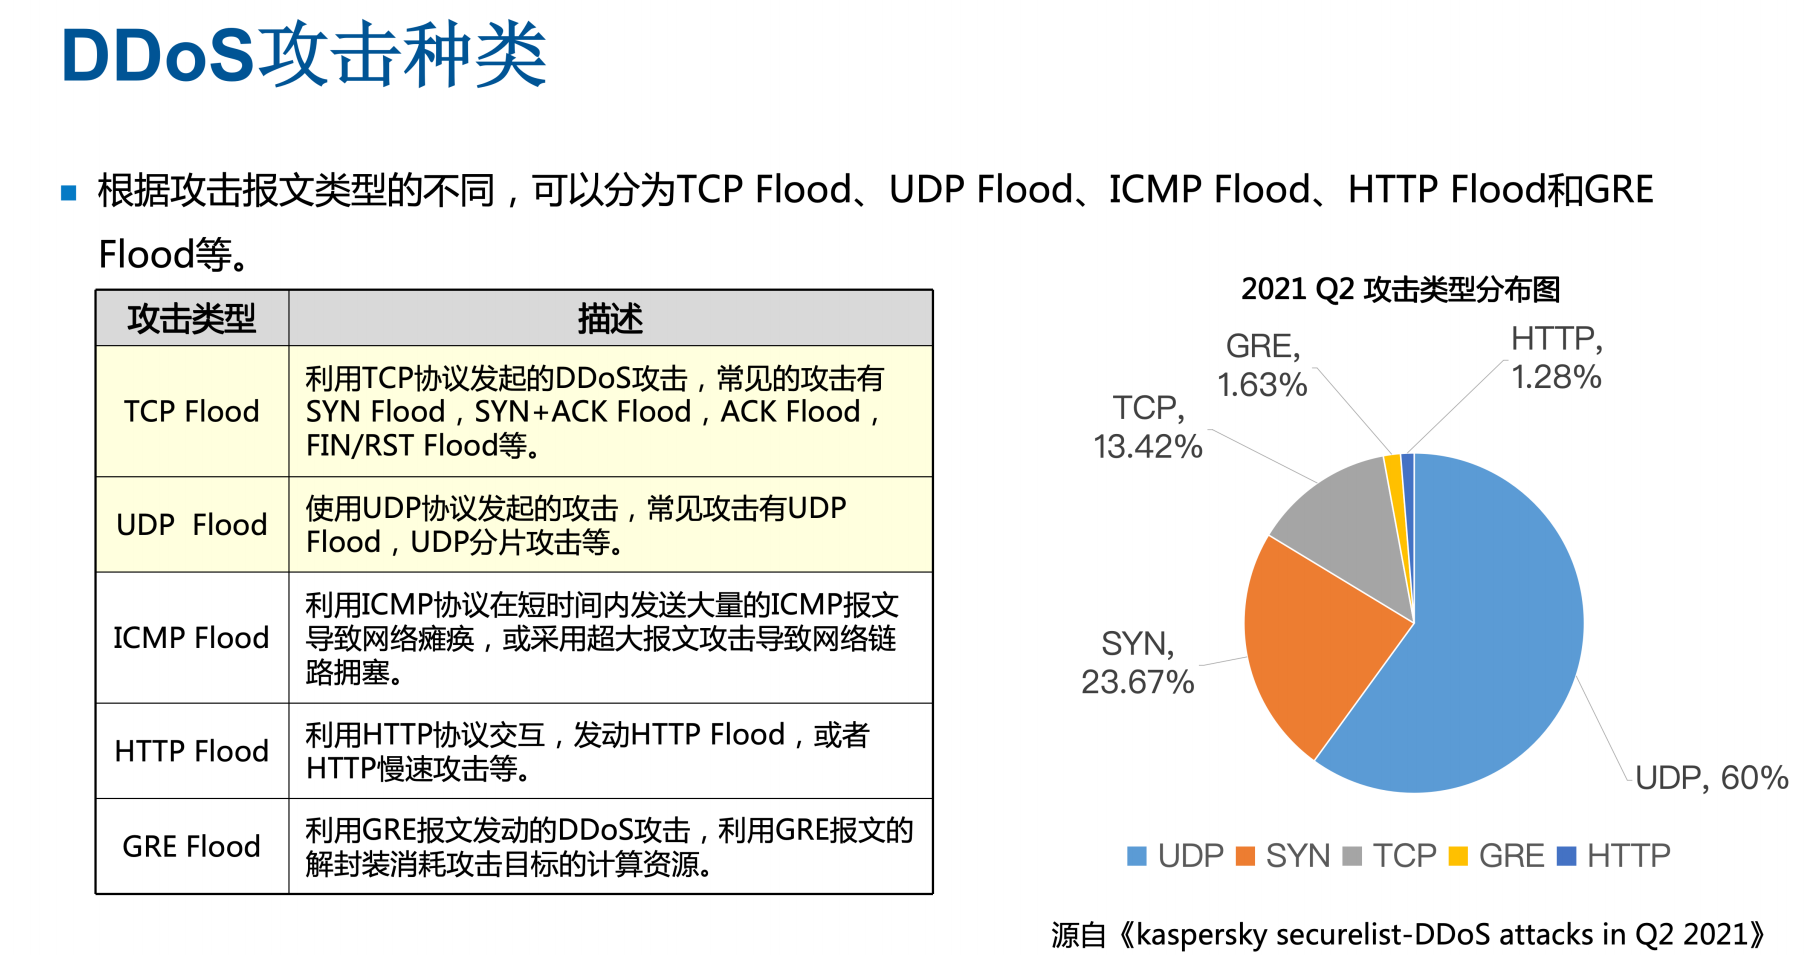 DDoS攻击种类
根据攻击报文类型的不同，可以分为TCP Flood、UDP Flood、ICMP Flood、HTTP Flood和GRE
Flood等。
攻击类型
描述
TCP Flood
利用TCP协议发起的DDoS攻击，常见的攻击有
SYN Flood，SYN+ACK Flood，ACK Flood，
FIN/RST Flood等。
UDP Flood
使用UDP协议发起的攻击，常见攻击有UDP
Flood，UDP分片攻击等。
ICMP Flood
利用ICMP协议在短时间内发送大量的ICMP报文
导致网络瘫痪，或采用超大报文攻击导致网络链
路拥塞。
HTTP Flood
利用HTTP协议交互，发动HTTP Flood，或者
HTTP慢速攻击等。
GRE Flood
利用GRE报文发动的DDoS攻击，利用GRE报文的
解封装消耗攻击目标的计算资源。
2021 Q2 攻击类型分布图
GRE,
1.63%
HTTP,
1.28%
TCP,
13.42%
SYN,
23.67%
UDP, 60%
UDP SYN TCP GRE HTTP
源自《kaspersky securelist-DDoS attacks in Q2 2021》